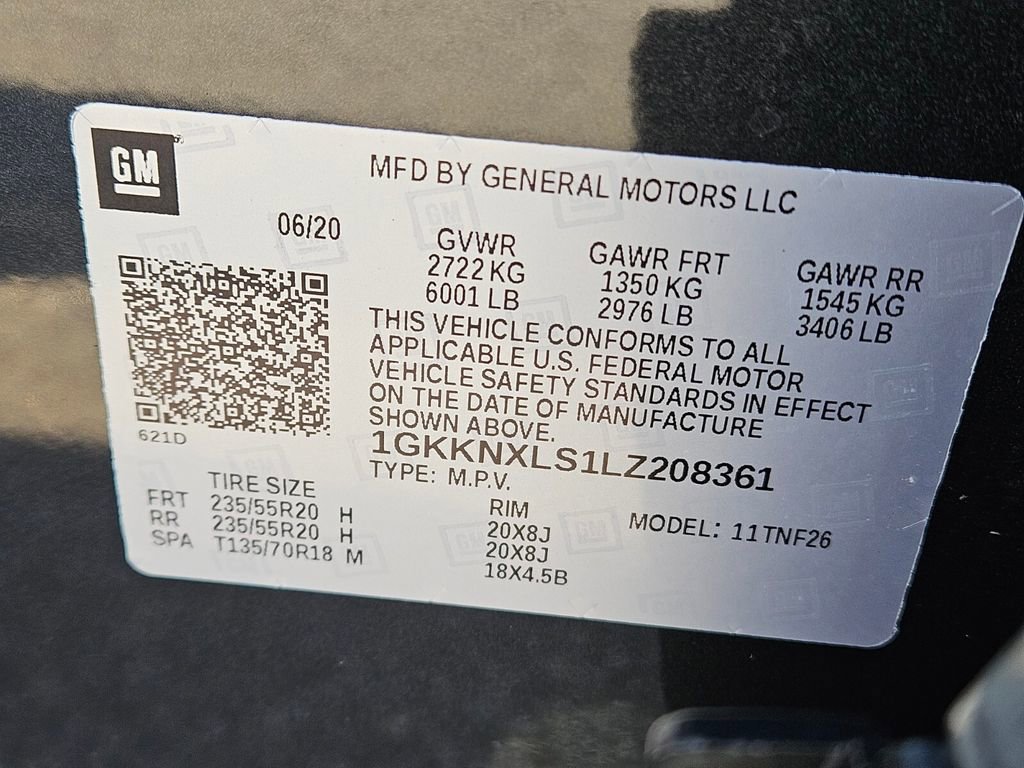 GM
MFD BY GENERAL MOTORS LLC
06/20
GVWR GAWR FRT GAWR RR
2722 KG 1350 KG 1545 KG
6001 LB 2976 LB 3406 LB
THIS VEHICLE CONFORMS TO ALL
APPLICABLE U.S. FEDERAL MOTOR
VEHICLE SAFETY STANDARDS IN EFFECT
ON THE DATE OF MANUFACTURE
SHOWN ABOVE.
1GKKNXLS1LZ208361
621D
TYPE: M.P.V.
TIRE SIZE RIM MODEL: 11TNF26
FRT 235/55R20 H 20X8J
RR 235/55R20 H 20X8J
SPA T135/70R18 M 18X4.5B